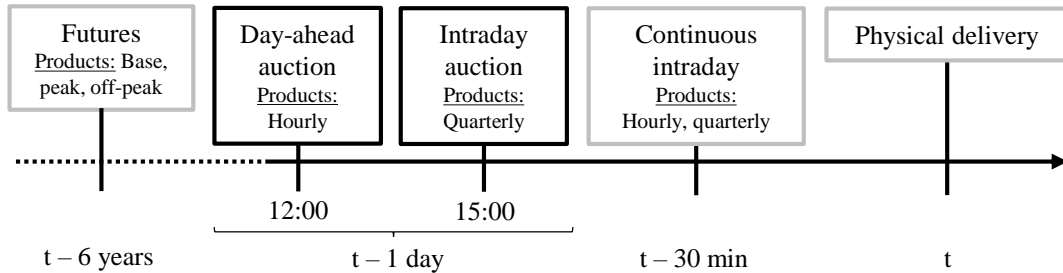 Futures
Products: Base,
peak, off-peak
Day-ahead
auction
Products:
Hourly
Intraday
auction
Products:
Quarterly
Continuous
intraday
Products:
Hourly, quarterly
Physical delivery
12:00
15:00
t – 6 years
t – 1 day
t – 30 min
t